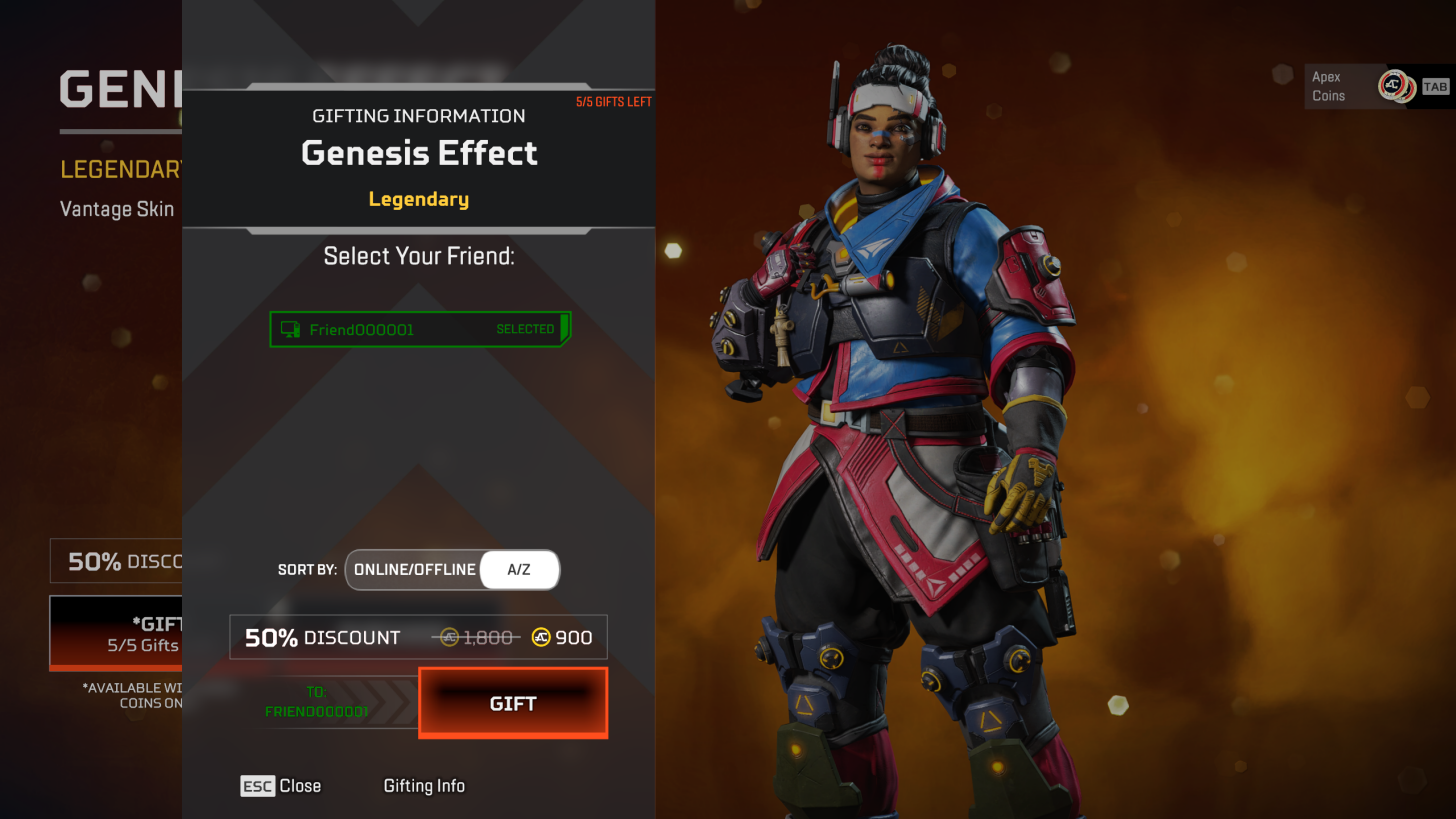 GENE
LEGENDARY
Vantage Skin
5/5 GIFTS LEFT
GIFTING INFORMATION
Genesis Effect
Legendary
Select Your Friend:
Friend000001 SELECTED
SORT BY: ONLINE/OFFLINE A/Z
50% DISCOUNT 1,800 900
TO:
FRIEND000001
GIFT
ESC Close Gifting Info
50% DISCO
*GIFT
5/5 Gifts
*AVAILABLE WI
COINS ON
Apex
Coins
TAB